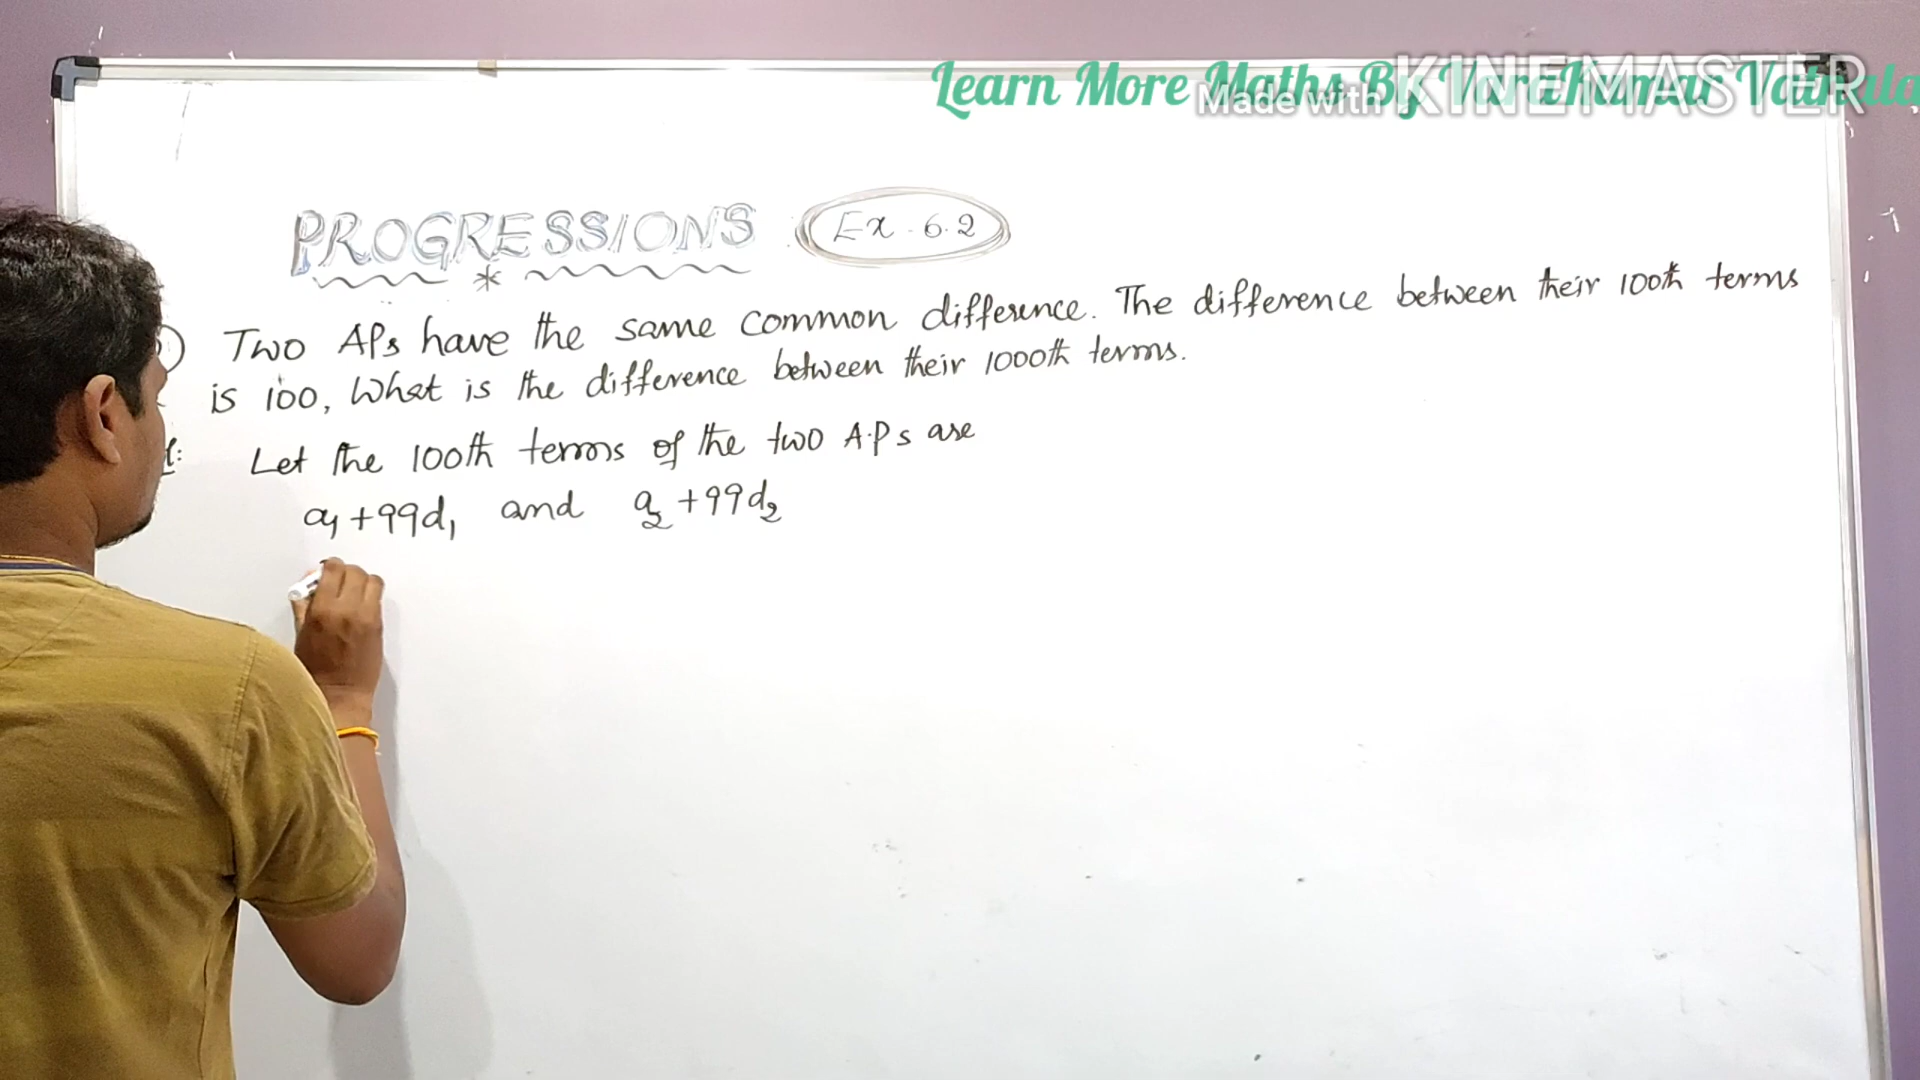 Learn More Maths By VaraKumar
Made with KINEMASTER
PROGRESSIONS Ex - 6.2
Two APs have the same common difference. The difference between their 100th terms
is 100, What is the difference between their 1000th terms.
Let the 100th terms of the two A.Ps are
a₁+99d₁ and a₂+99d₂